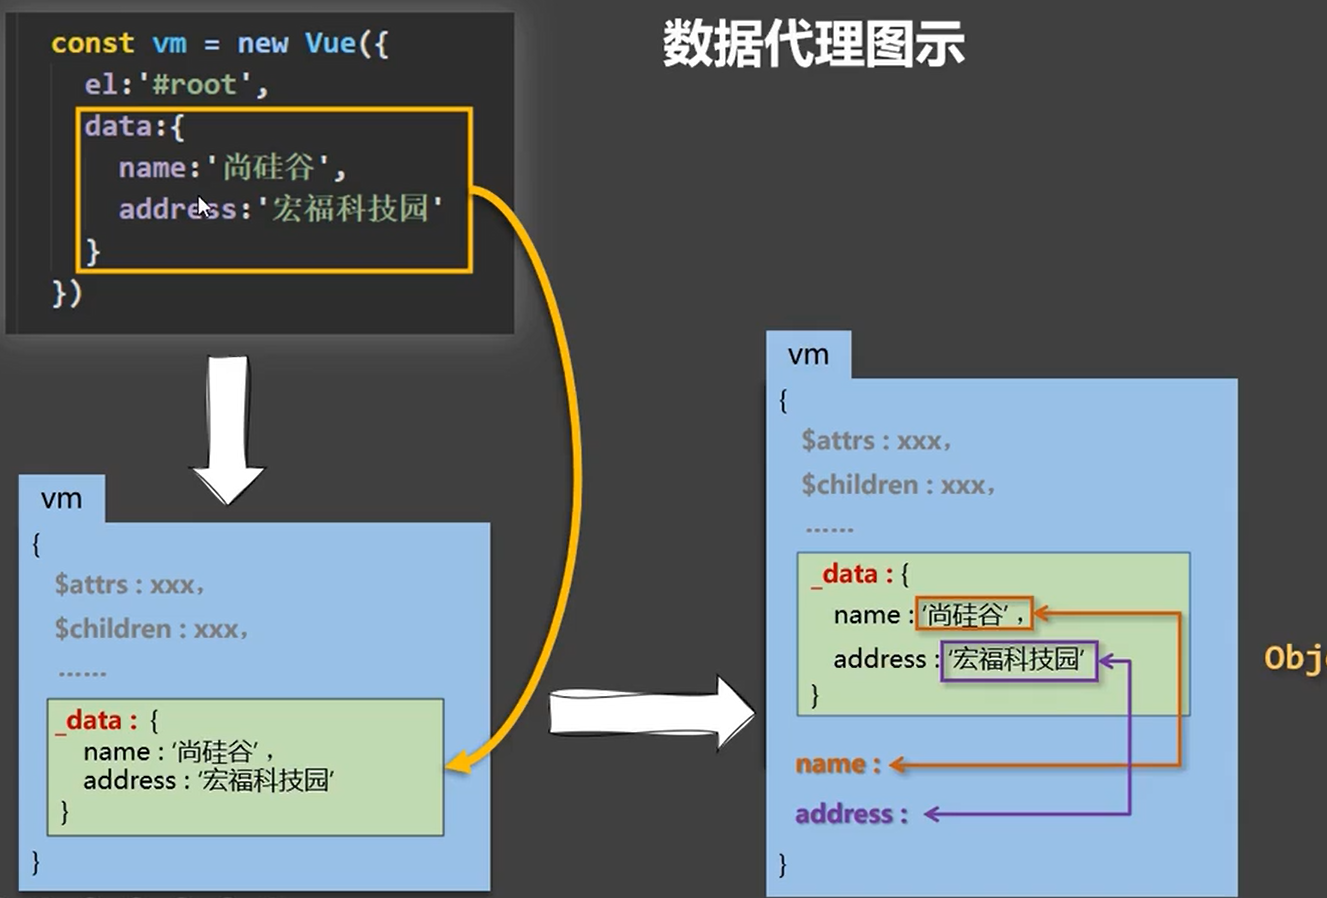 const vm = new Vue({
el:'#root',
data:{
name:'尚硅谷',
address:'宏福科技园'
}
})
数据代理图示
vm
{
$attrs : xxx，
$children : xxx，
......
_data : {
name : ‘尚硅谷’，
address : ‘宏福科技园’
}
}
vm
{
$attrs : xxx，
$children : xxx，
......
_data : {
name : ‘尚硅谷’，
address : ‘宏福科技园’
}
name :
address :
}